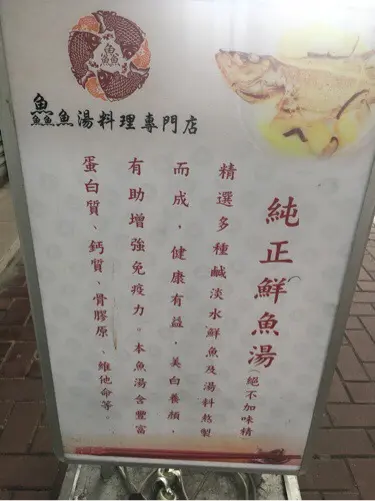 鱻魚湯料理專門店
純正鮮魚湯（絕不加味精
精選多種鹹淡水鮮魚及湯料熬製
而成，健康有益，美白養顏，
有助增強免疫力。本魚湯含豐富
蛋白質、鈣質、骨膠原、維他命等。